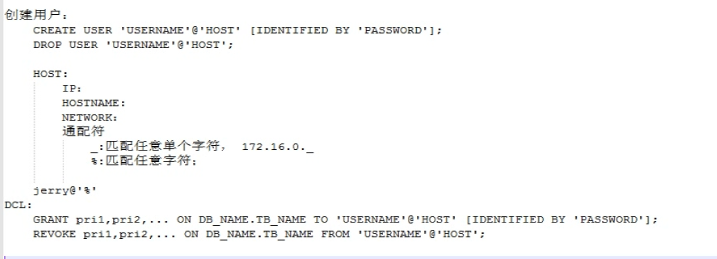 创建用户：
CREATE USER 'USERNAME'@'HOST' [IDENTIFIED BY 'PASSWORD'];
DROP USER 'USERNAME'@'HOST';
HOST:
IP:
HOSTNAME:
NETWORK:
通配符
_:匹配任意单个字符， 172.16.0._
%:匹配任意字符;
jerry@'%'
DCL:
GRANT pri1,pri2,... ON DB_NAME.TB_NAME TO 'USERNAME'@'HOST' [IDENTIFIED BY 'PASSWORD'];
REVOKE pri1,pri2,... ON DB_NAME.TB_NAME FROM 'USERNAME'@'HOST';